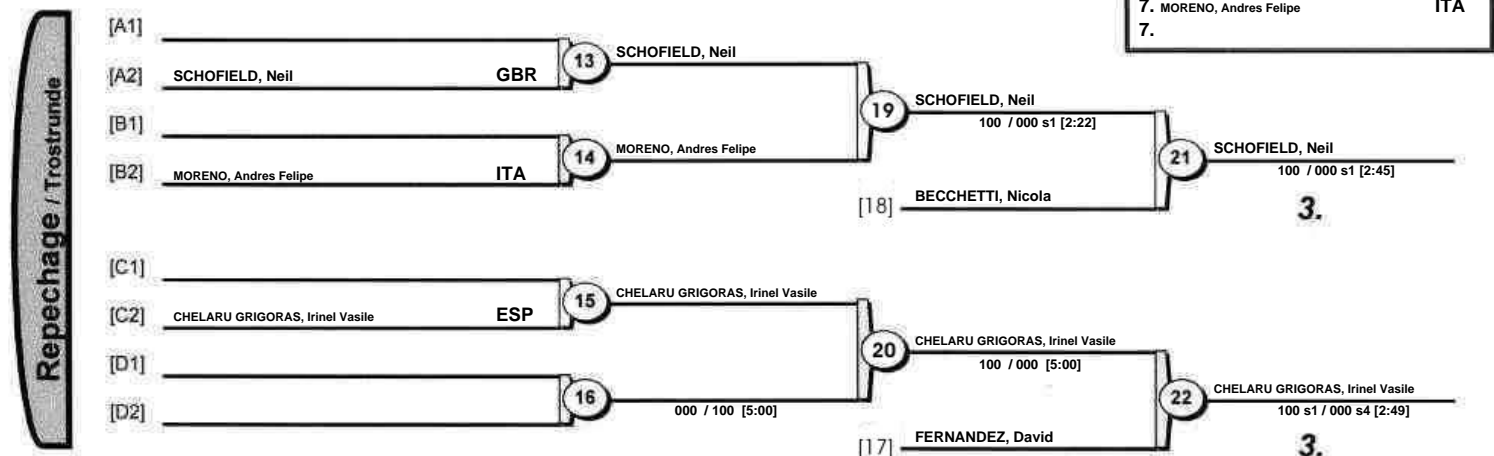 7. MORENO, Andres Felipe ITA
7.
Repechage / Trostrunde
[A1]
[A2] SCHOFIELD, Neil GBR
13 SCHOFIELD, Neil
[B1]
[B2] MORENO, Andres Felipe ITA
14 MORENO, Andres Felipe
19 SCHOFIELD, Neil
100 / 000 s1 [2:22]
[18] BECCHETTI, Nicola
21 SCHOFIELD, Neil
100 / 000 s1 [2:45]
3.
[C1]
[C2] CHELARU GRIGORAS, Irinel Vasile ESP
15 CHELARU GRIGORAS, Irinel Vasile
[D1]
[D2]
16
000 / 100 [5:00]
20 CHELARU GRIGORAS, Irinel Vasile
100 / 000 [5:00]
[17] FERNANDEZ, David
22 CHELARU GRIGORAS, Irinel Vasile
100 s1 / 000 s4 [2:49]
3.